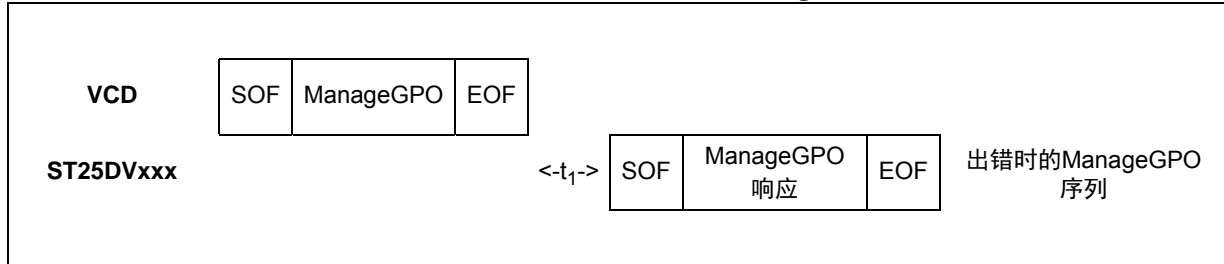 VCD SOF ManageGPO EOF
ST25DVxxx <-t1-> SOF ManageGPO 响应 EOF 出错时的ManageGPO 序列